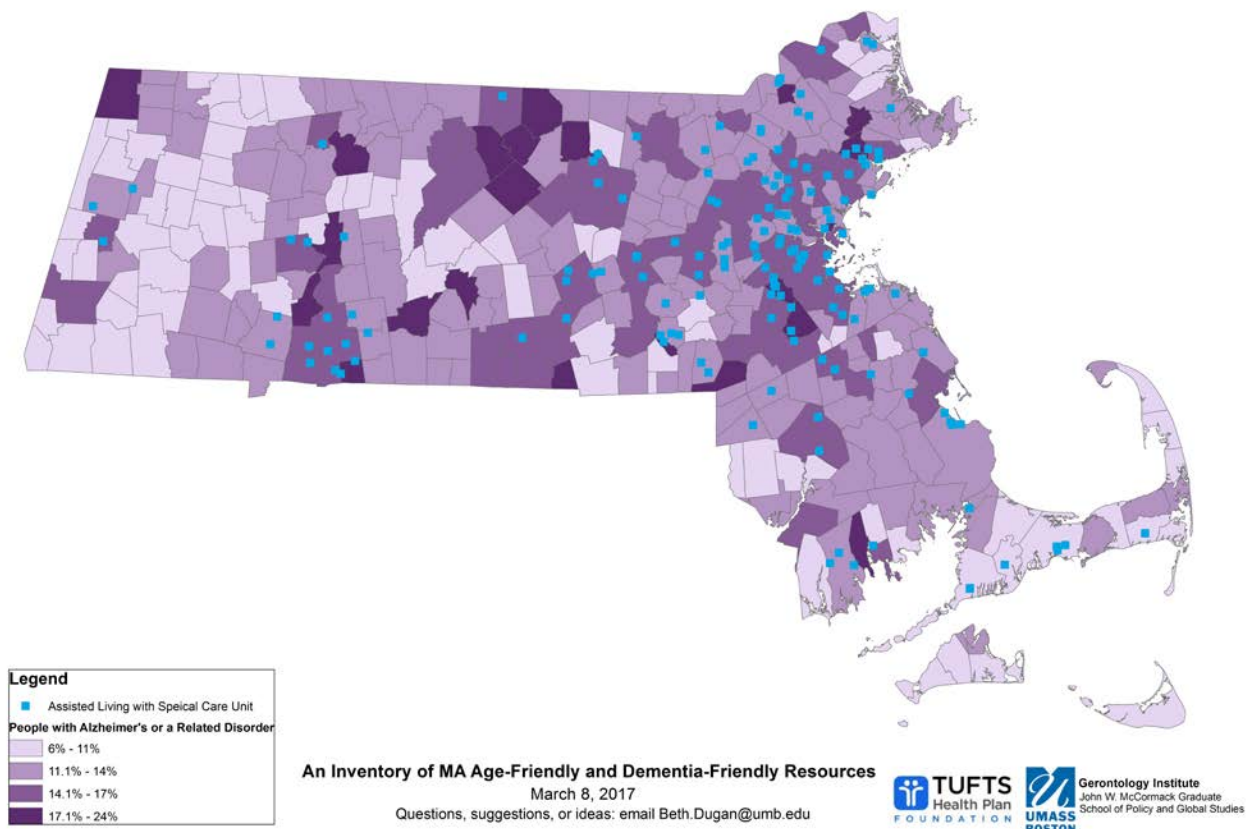 Legend
Assisted Living with Speical Care Unit
People with Alzheimer's or a Related Disorder
6% - 11%
11.1% - 14%
14.1% - 17%
17.1% - 24%
An Inventory of MA Age-Friendly and Dementia-Friendly Resources
March 8, 2017
Questions, suggestions, or ideas: email Beth.Dugan@umb.edu
TUFTS
Health Plan
FOUNDATION
UMASS
BOSTON
Gerontology Institute
John W. McCormack Graduate
School of Policy and Global Studies